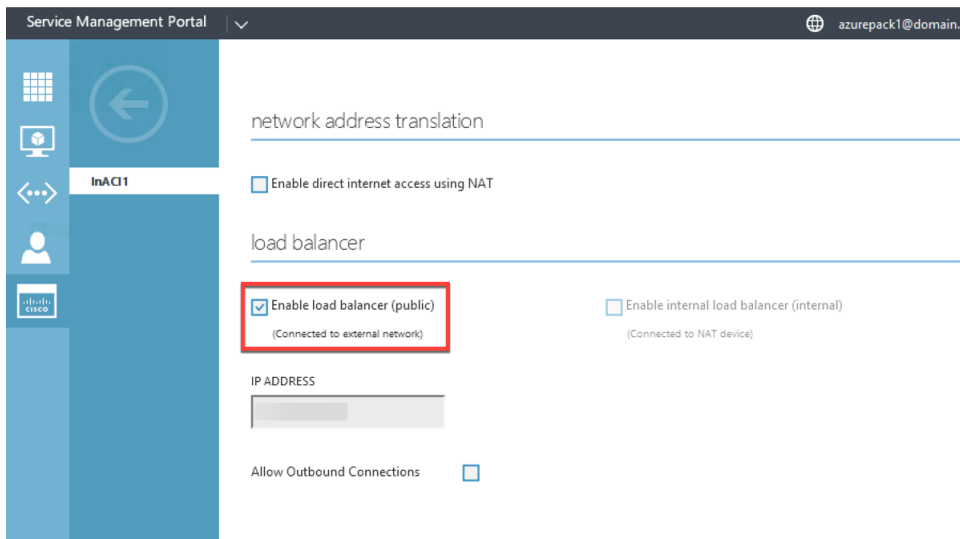 Service Management Portal
azurepack1@domain.
network address translation
InACI1
Enable direct internet access using NAT
load balancer
Enable load balancer (public)
Enable internal load balancer (internal)
(Connected to external network)
(Connected to NAT device)
cisco
IP ADDRESS
Allow Outbound Connections